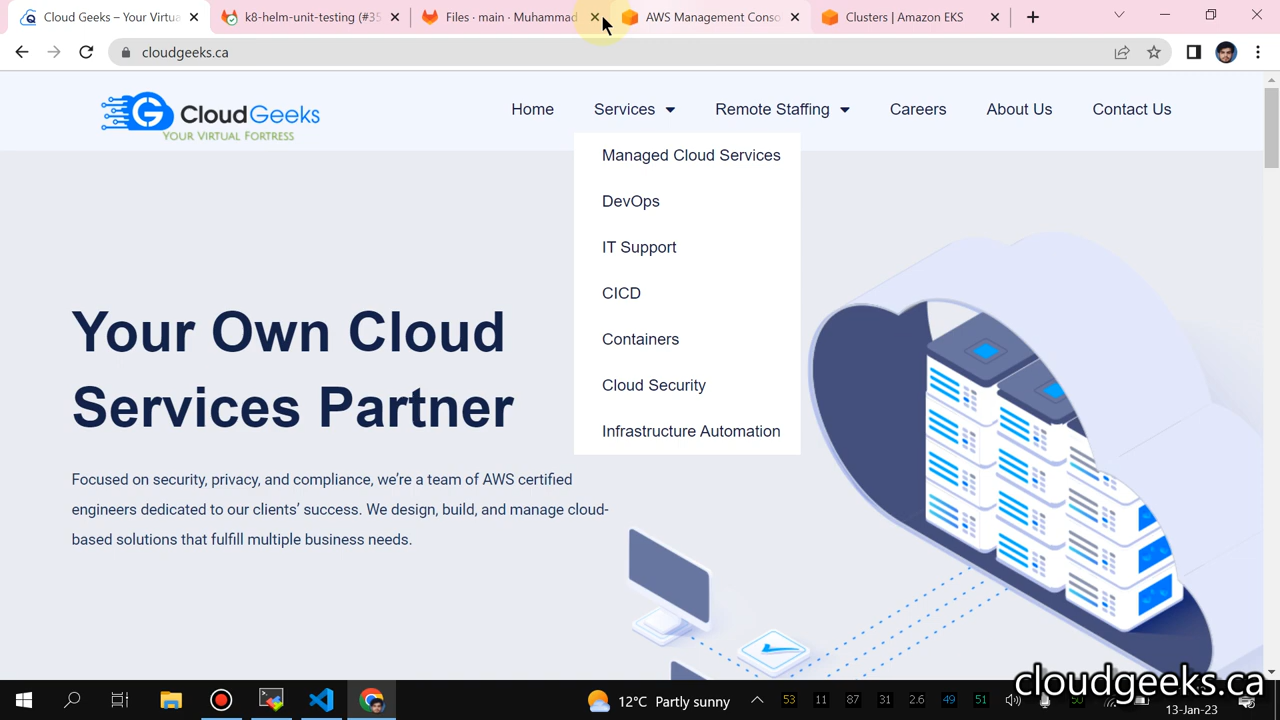 Cloud Geeks – Your Virtua
k8-helm-unit-testing (#35
Files · main · Muhammad
AWS Management Conso
Clusters | Amazon EKS
cloudgeeks.ca
CloudGeeks
YOUR VIRTUAL FORTRESS
Home
Services
Remote Staffing
Careers
About Us
Contact Us
Managed Cloud Services
DevOps
IT Support
CICD
Containers
Cloud Security
Infrastructure Automation
Your Own Cloud
Services Partner
Focused on security, privacy, and compliance, we're a team of AWS certified
engineers dedicated to our clients' success. We design, build, and manage cloud-
based solutions that fulfill multiple business needs.
cloudgeeks.ca
12°C Partly sunny
53 11 87 31 2.6 49 51 50
13-Jan-23